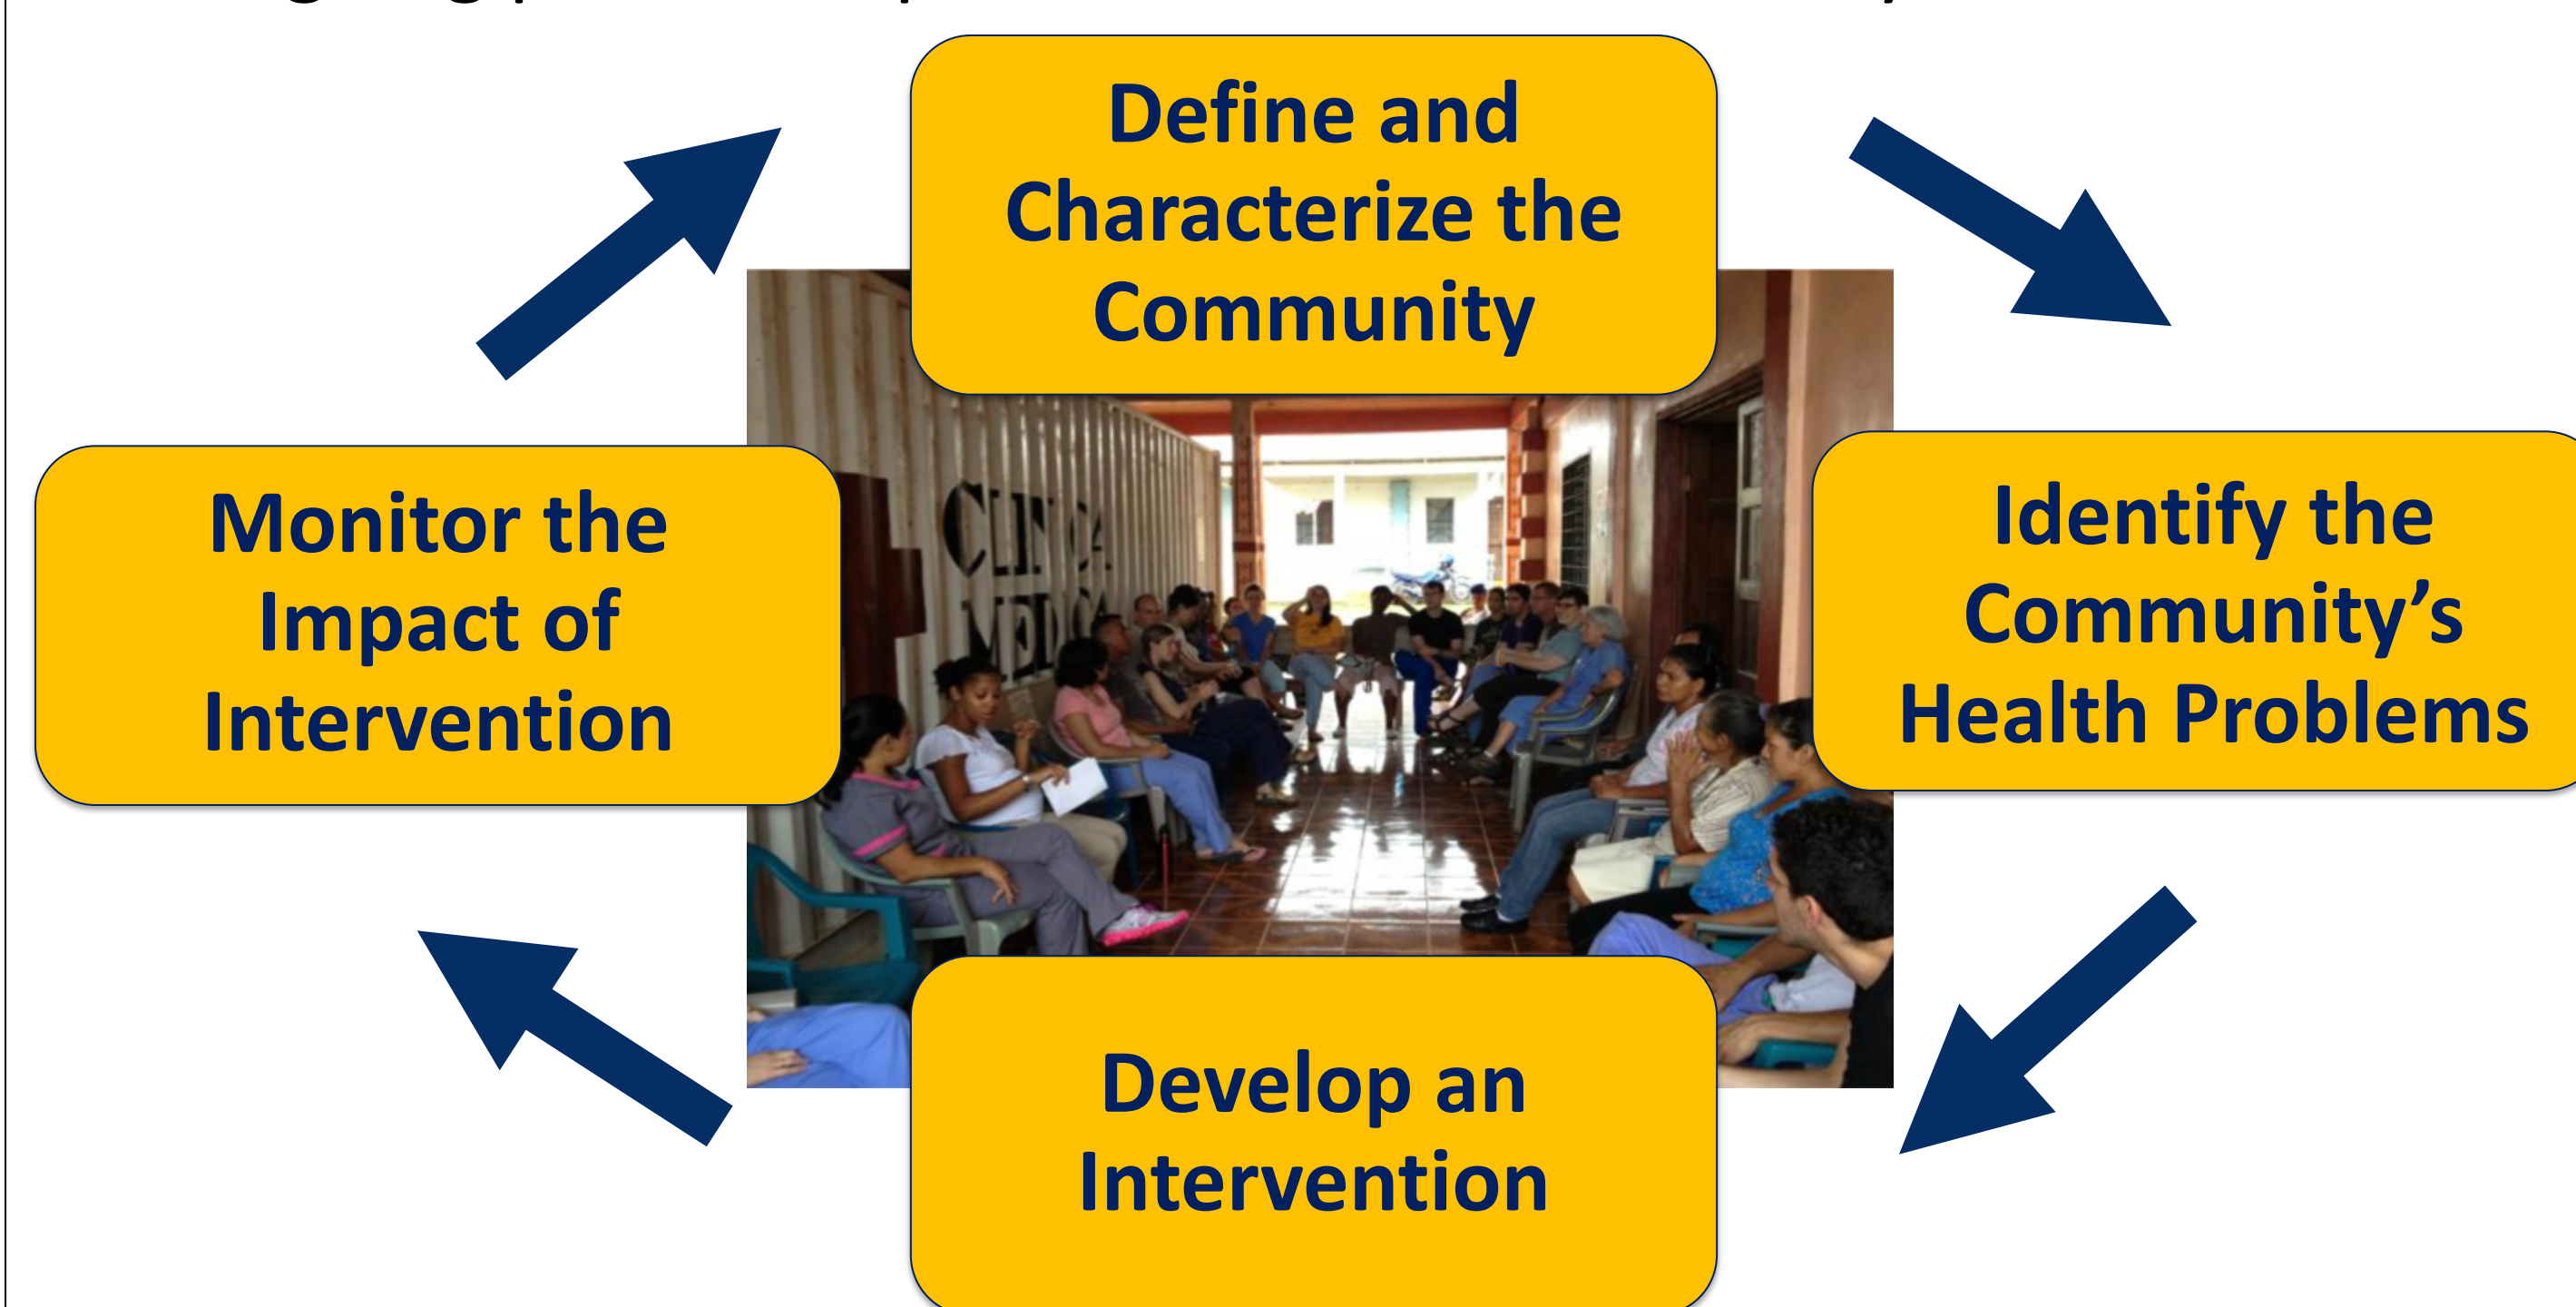 Define and
Characterize the
Community
Monitor the
Impact of
Intervention
Identify the
Community’s
Health Problems
Develop an
Intervention